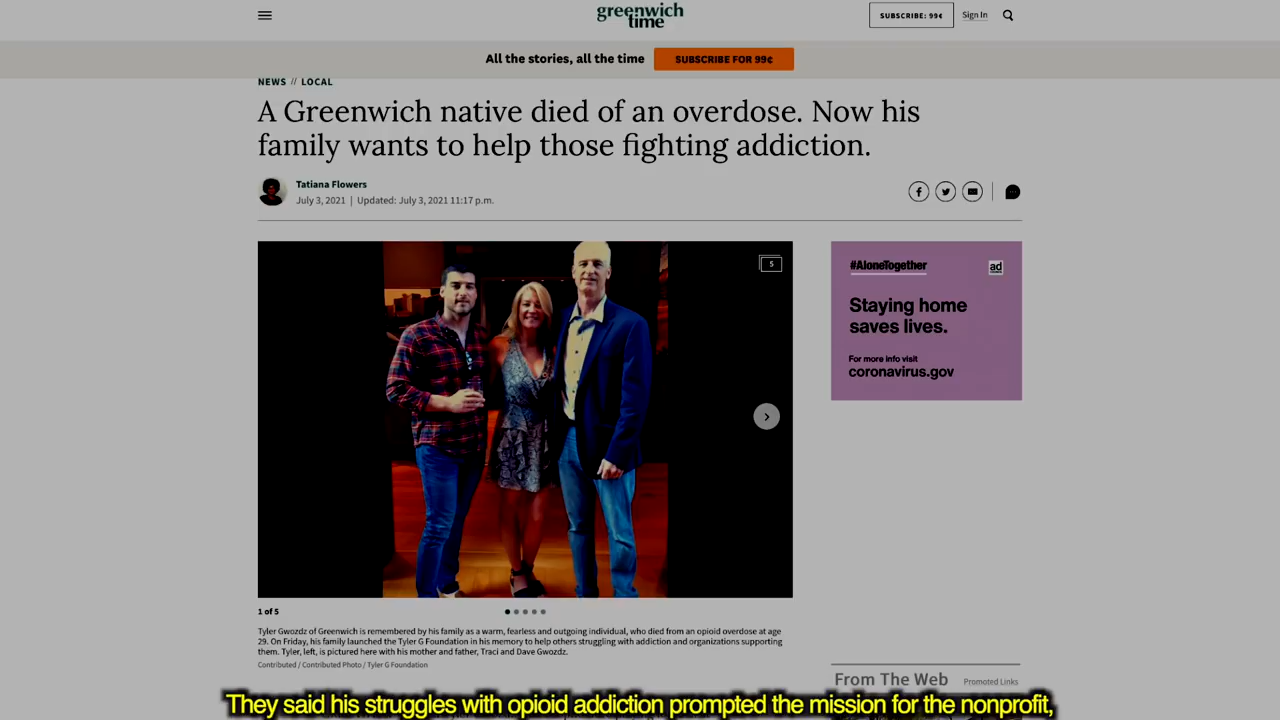 greenwich
time
SUBSCRIBE: 99¢
Sign In
All the stories, all the time
SUBSCRIBE FOR 99¢
NEWS // LOCAL
A Greenwich native died of an overdose. Now his
family wants to help those fighting addiction.
Tatiana Flowers
July 3, 2021 | Updated: July 3, 2021 11:17 p.m.
5
#AloneTogether
ad
Staying home
saves lives.
For more info visit
coronavirus.gov
1 of 5
Tyler Gwozdz of Greenwich is remembered by his family as a warm, fearless and outgoing individual, who died from an opioid overdose at age
29. On Friday, his family launched the Tyler G Foundation in his memory to help others struggling with addiction and organizations supporting
them. Tyler, left, is pictured here with his mother and father, Traci and Dave Gwozdz.
Contributed / Contributed Photo / Tyler G Foundation
From The Web
Promoted Links
They said his struggles with opioid addiction prompted the mission for the nonprofit,